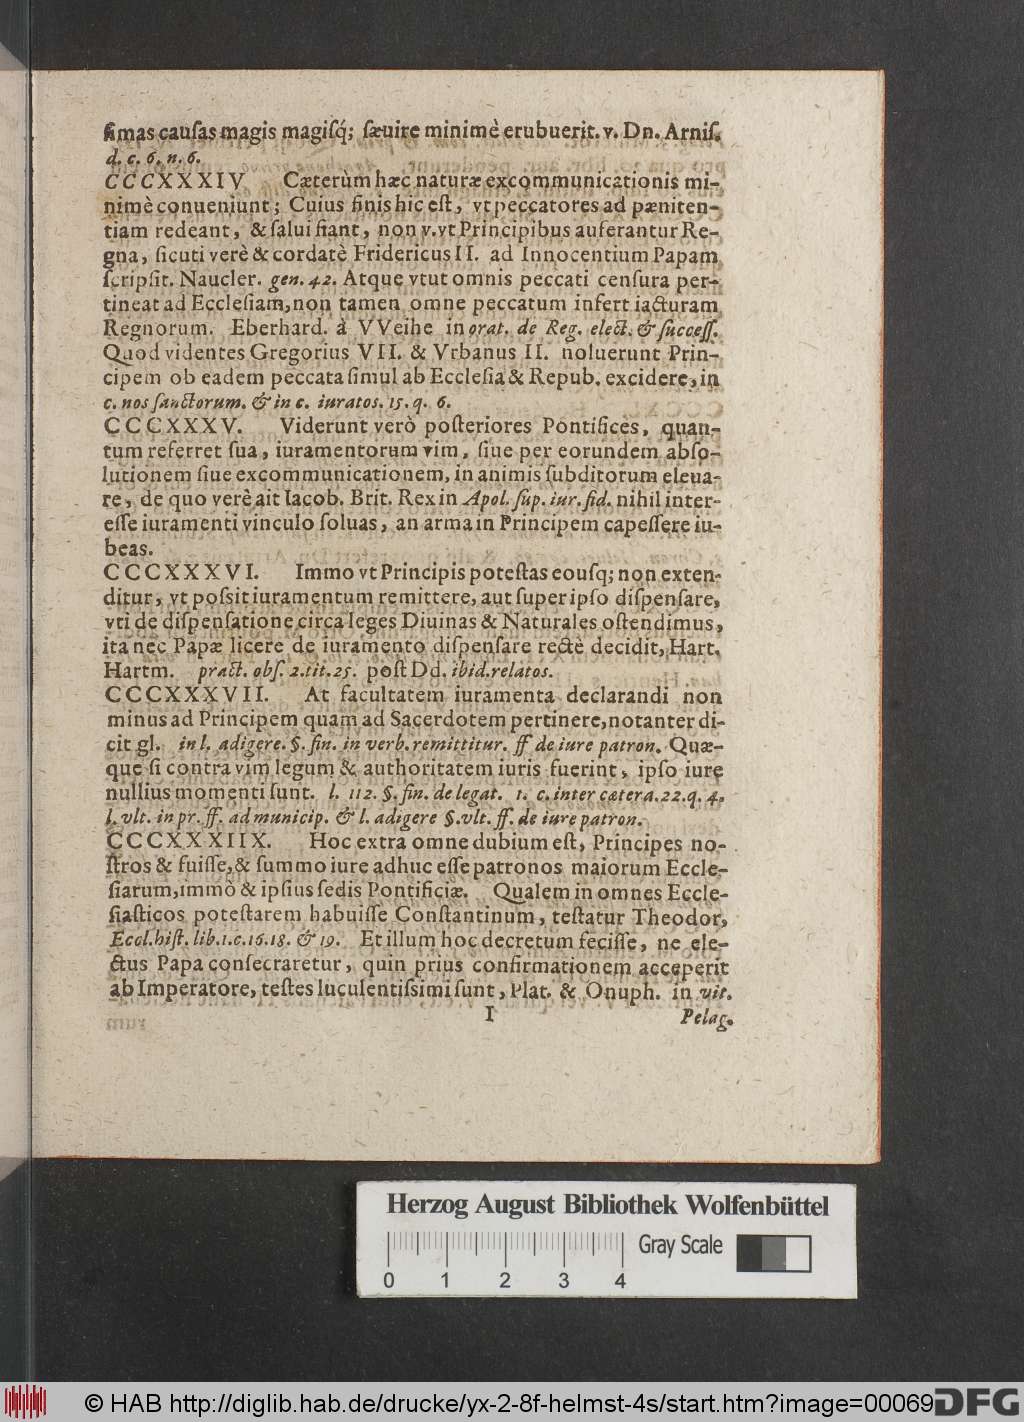 ſimas cauſas magis magiſq́; ſævire minimè erubuerit. v. Dn. Arniſ.
d. c. 6. n. 6.
CCCXXXIV Cæterùm hæc naturæ excommunicationis mi-
nimè conueniunt; Cuius finis hic eſt, vt peccatores ad pæniten-
tiam redeant, & ſalui fiant, non v. vt Principibus auferantur Re-
gna, ſicuti verè & cordatè Fridericus II. ad Innocentium Papam
ſcripſit. Naucler. gen. 42. Atque vtut omnis peccati cenſura per-
tineat ad Eccleſiam, non tamen omne peccatum infert iacturam
Regnorum. Eberhard. à VVeihe in orat. de Reg. elect. & ſucceſſ.
Quod videntes Gregorius VII. & Vrbanus II. noluerunt Prin-
cipem ob eadem peccata ſimul ab Eccleſia & Repub. excidere, in
c. nos ſanctorum. & in c. iuratos. 15. q. 6.
CCCXXXV. Viderunt verò poſteriores Pontifices, quan-
tum referret ſua, iuramentorum vim, ſiue per eorundem abſo-
lutionem ſiue excommunicationem, in animis ſubditorum eleua-
re, de quo verè ait Iacob. Brit. Rex in Apol. ſup. iur. fid. nihil inter-
eſſe iuramenti vinculo ſoluas, an arma in Principem capeſſere iu-
beas.
CCCXXXVI. Immo vt Principis poteſtas eouſq; non exten-
ditur, vt poſsit iuramentum remittere, aut ſuper ipſo diſpenſare,
vti de diſpenſatione circa leges Diuinas & Naturales oſtendimus,
ita nec Papæ licere de iuramento diſpenſare rectè decidit, Hart.
Hartm. pract. obſ. 2. tit. 25. poſt Dd. ibid. relatos.
CCCXXXVII. At facultatem iuramenta declarandi non
minus ad Principem quam ad Sacerdotem pertinere, notanter di-
cit gl. in l. adigere. §. fin. in verb. remittitur. ff de iure patron. Quæ-
que ſi contra vim legum & authoritatem iuris fuerint, ipſo iure
nullius momenti ſunt. l. 112. §. fin. de legat. 1. c. inter cætera. 22. q. 4.
l. vlt. in pr. ff. ad municip. & l. adigere §. vlt. ff. de iure patron.
CCCXXXIIX. Hoc extra omne dubium eſt, Principes no-
ſtros & fuiſſe, & ſummo iure adhuc eſſe patronos maiorum Eccle-
ſiarum, immò & ipſius ſedis Pontificiæ. Qualem in omnes Eccle-
ſiaſticos poteſtatem habuiſſe Conſtantinum, teſtatur Theodor,
Eccl. hiſt. lib. 1. c. 16. 18. & 19. Et illum hoc decretum feciſſe, ne ele-
ctus Papa conſecraretur, quin prius confirmationem acceperit
ab Imperatore, teſtes luculentiſsimi ſunt, Plat. & Onuph. in vit.
I Pelag.
Herzog August Bibliothek Wolfenbüttel
Gray Scale
0 1 2 3 4
© HAB http://diglib.hab.de/drucke/yx-2-8f-helmst-4s/start.htm?image=00069
DFG